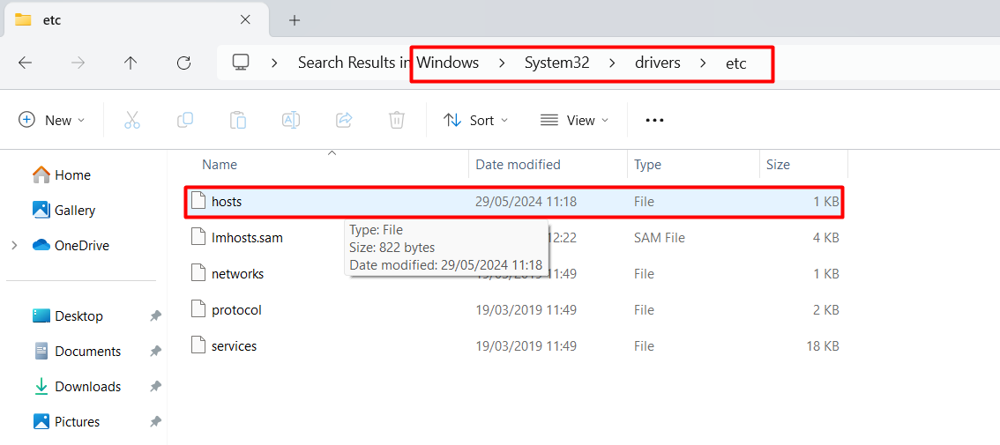 etc
Search Results in Windows > System32 > drivers > etc
New
Sort
View
Name Date modified Type Size
Home
Gallery
OneDrive
Desktop
Documents
Downloads
Pictures
hosts 29/05/2024 11:18 File 1 KB
lmhosts.sam 12:22 SAM File 4 KB
Type: File
Size: 822 bytes
Date modified: 29/05/2024 11:18
networks 19/03/2019 11:49 File 1 KB
protocol 19/03/2019 11:49 File 2 KB
services 19/03/2019 11:49 File 18 KB